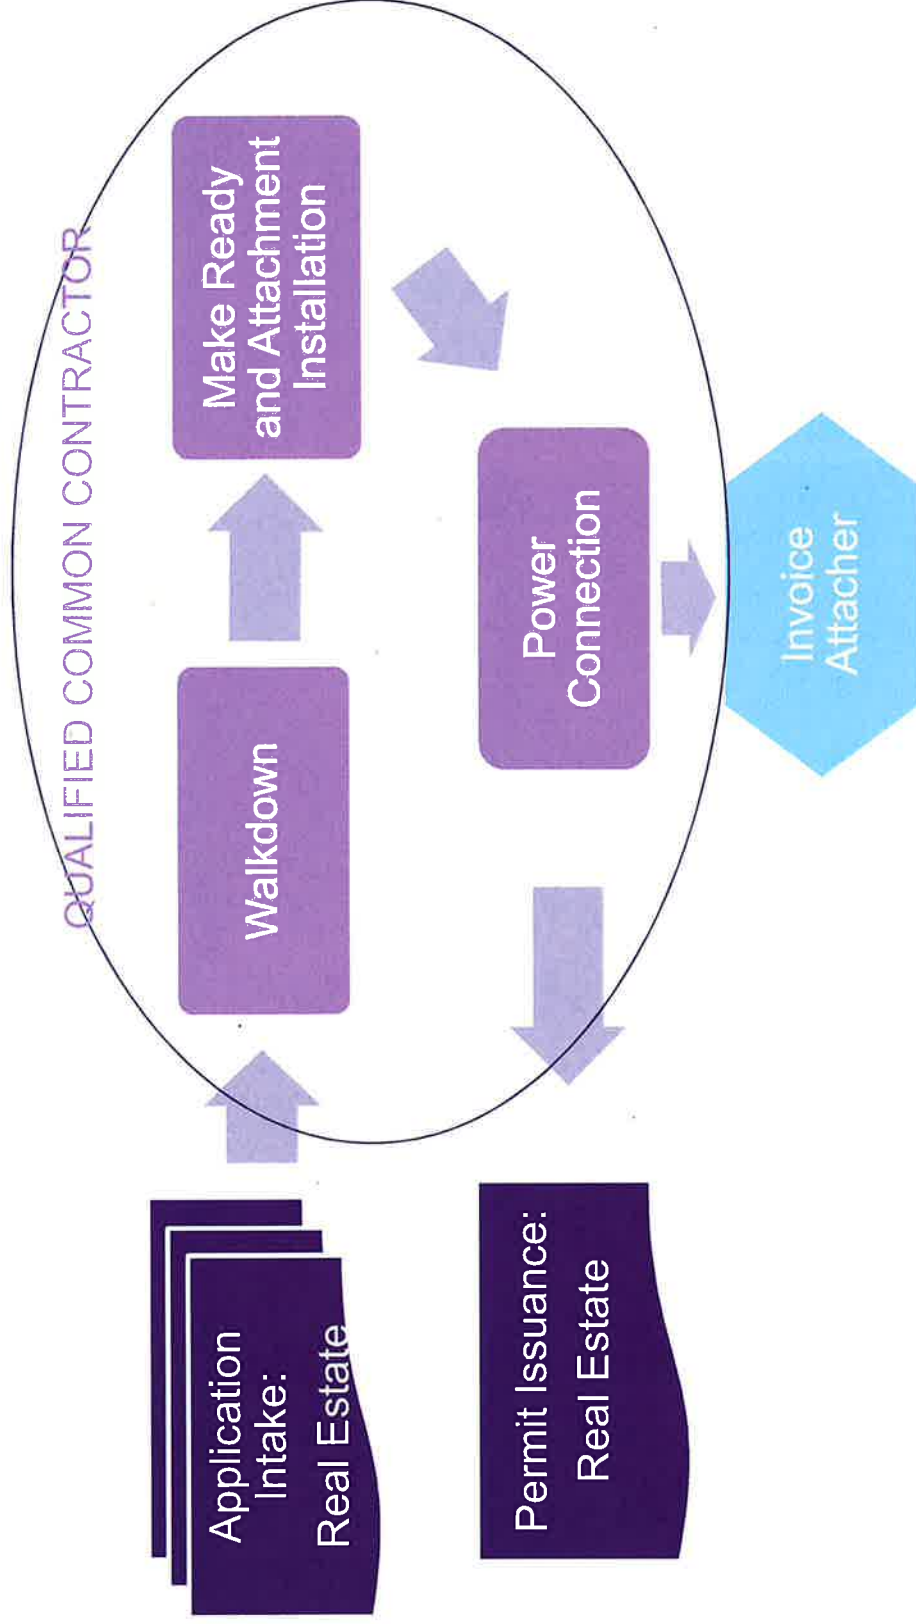 QUALIFIED COMMON CONTRACTOR
Application
Intake:
Real Estate
Walkdown
Make Ready
and Attachment
Installation
Permit Issuance:
Real Estate
Power
Connection
Invoice
Attacher